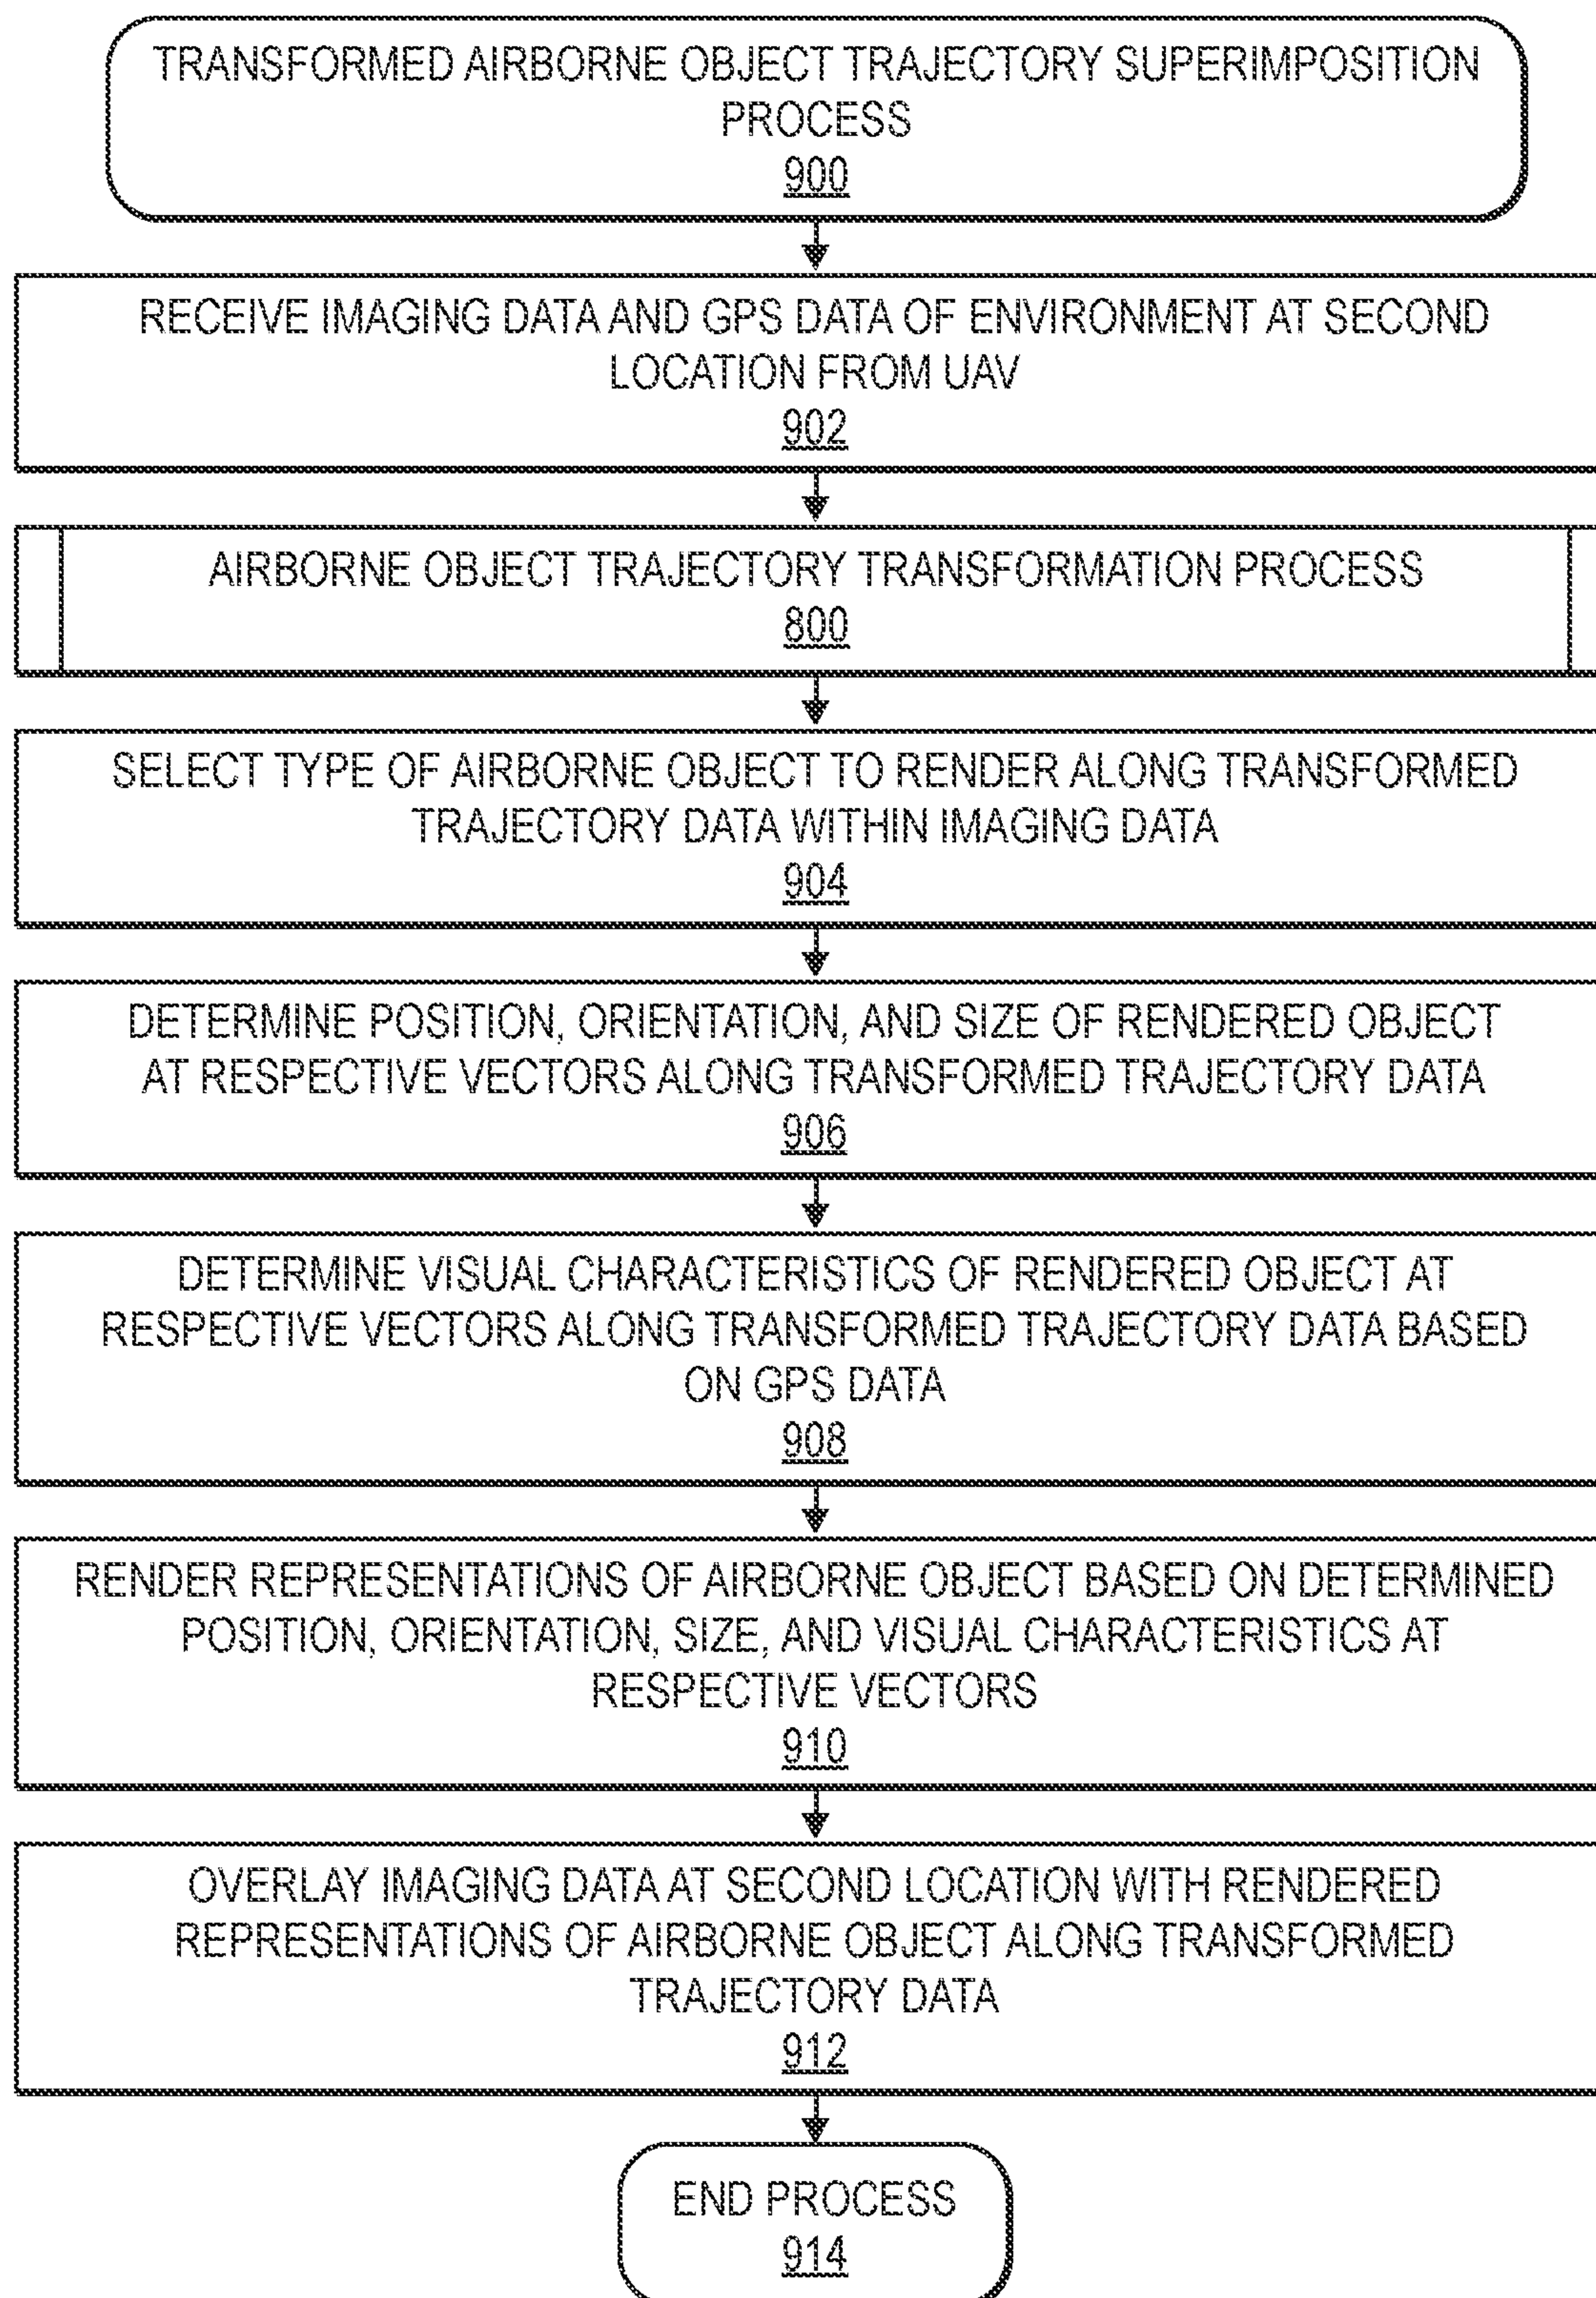 TRANSFORMED AIRBORNE OBJECT TRAJECTORY SUPERIMPOSITION
PROCESS
900
RECEIVE IMAGING DATA AND GPS DATA OF ENVIRONMENT AT SECOND
LOCATION FROM UAV
902
AIRBORNE OBJECT TRAJECTORY TRANSFORMATION PROCESS
800
SELECT TYPE OF AIRBORNE OBJECT TO RENDER ALONG TRANSFORMED
TRAJECTORY DATA WITHIN IMAGING DATA
904
DETERMINE POSITION, ORIENTATION, AND SIZE OF RENDERED OBJECT
AT RESPECTIVE VECTORS ALONG TRANSFORMED TRAJECTORY DATA
906
DETERMINE VISUAL CHARACTERISTICS OF RENDERED OBJECT AT
RESPECTIVE VECTORS ALONG TRANSFORMED TRAJECTORY DATA BASED
ON GPS DATA
908
RENDER REPRESENTATIONS OF AIRBORNE OBJECT BASED ON DETERMINED
POSITION, ORIENTATION, SIZE, AND VISUAL CHARACTERISTICS AT
RESPECTIVE VECTORS
910
OVERLAY IMAGING DATA AT SECOND LOCATION WITH RENDERED
REPRESENTATIONS OF AIRBORNE OBJECT ALONG TRANSFORMED
TRAJECTORY DATA
912
END PROCESS
914